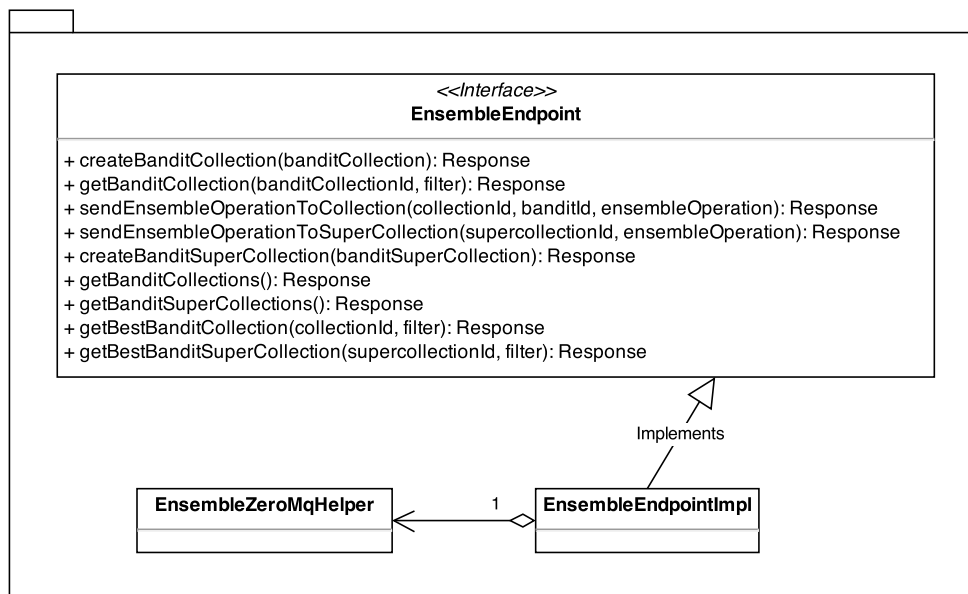 <<Interface>>
EnsembleEndpoint
+ createBanditCollection(banditCollection): Response
+ getBanditCollection(banditCollectionId, filter): Response
+ sendEnsembleOperationToCollection(collectionId, banditId, ensembleOperation): Response
+ sendEnsembleOperationToSuperCollection(supercollectionId, ensembleOperation): Response
+ createBanditSuperCollection(banditSuperCollection): Response
+ getBanditCollections(): Response
+ getBanditSuperCollections(): Response
+ getBestBanditCollection(collectionId, filter): Response
+ getBestBanditSuperCollection(supercollectionId, filter): Response
Implements
EnsembleZeroMqHelper
1
EnsembleEndpointImpl